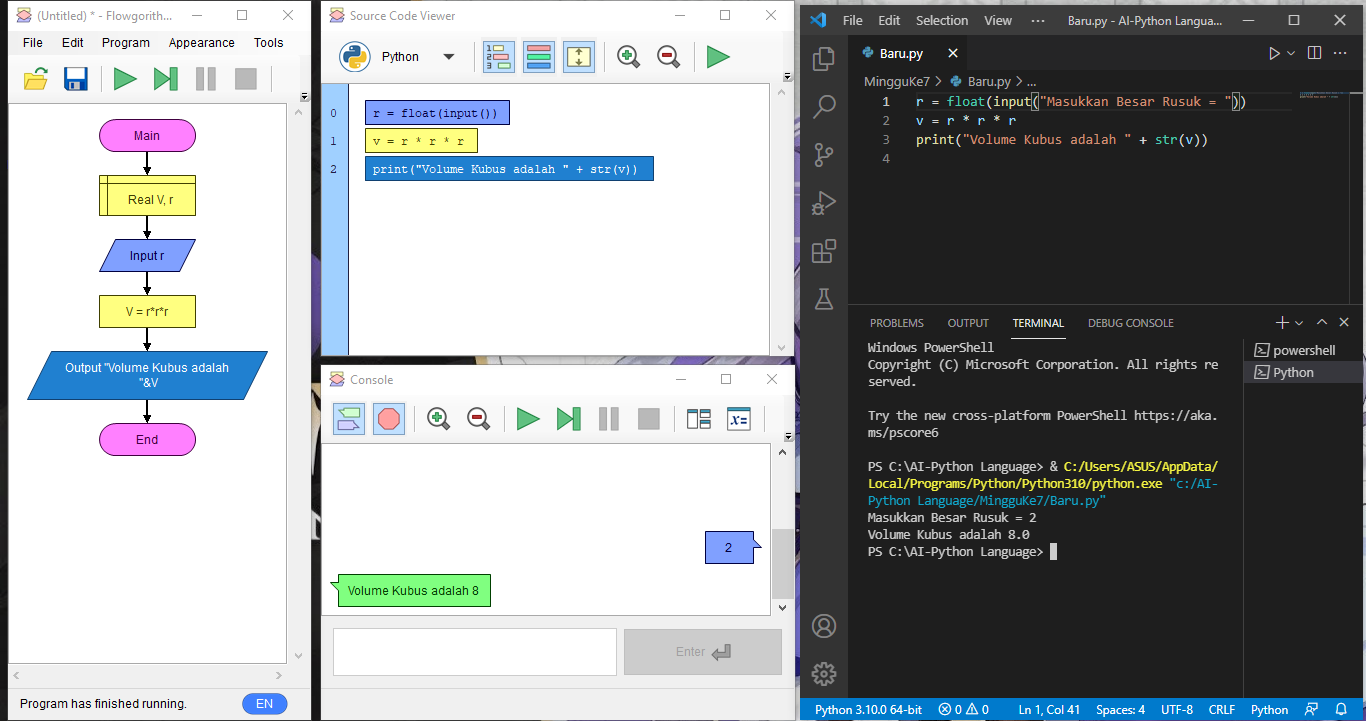 (Untitled) * - Flowgorith...
File Edit Program Appearance Tools
Main
Real V, r
Input r
V = r*r*r
Output "Volume Kubus adalah
"&V
End
Program has finished running.
EN
Source Code Viewer
Python
0 r = float(input())
1 v = r * r * r
2 print("Volume Kubus adalah " + str(v))
Console
2
Volume Kubus adalah 8
Enter
File Edit Selection View ··· Baru.py - AI-Python Langua...
Baru.py
MingguKe7 > Baru.py > ...
1 r = float(input("Masukkan Besar Rusuk = "))
2 v = r * r * r
3 print("Volume Kubus adalah " + str(v))
4
PROBLEMS OUTPUT TERMINAL DEBUG CONSOLE
Windows PowerShell
Copyright (C) Microsoft Corporation. All rights re
served.
Try the new cross-platform PowerShell https://aka.
ms/pscore6
PS C:\AI-Python Language> & C:/Users/ASUS/AppData/
Local/Programs/Python/Python310/python.exe "c:/AI-
Python Language/MingguKe7/Baru.py"
Masukkan Besar Rusuk = 2
Volume Kubus adalah 8.0
PS C:\AI-Python Language>
powershell
Python
Python 3.10.0 64-bit 0 0 Ln 1, Col 41 Spaces: 4 UTF-8 CRLF Python